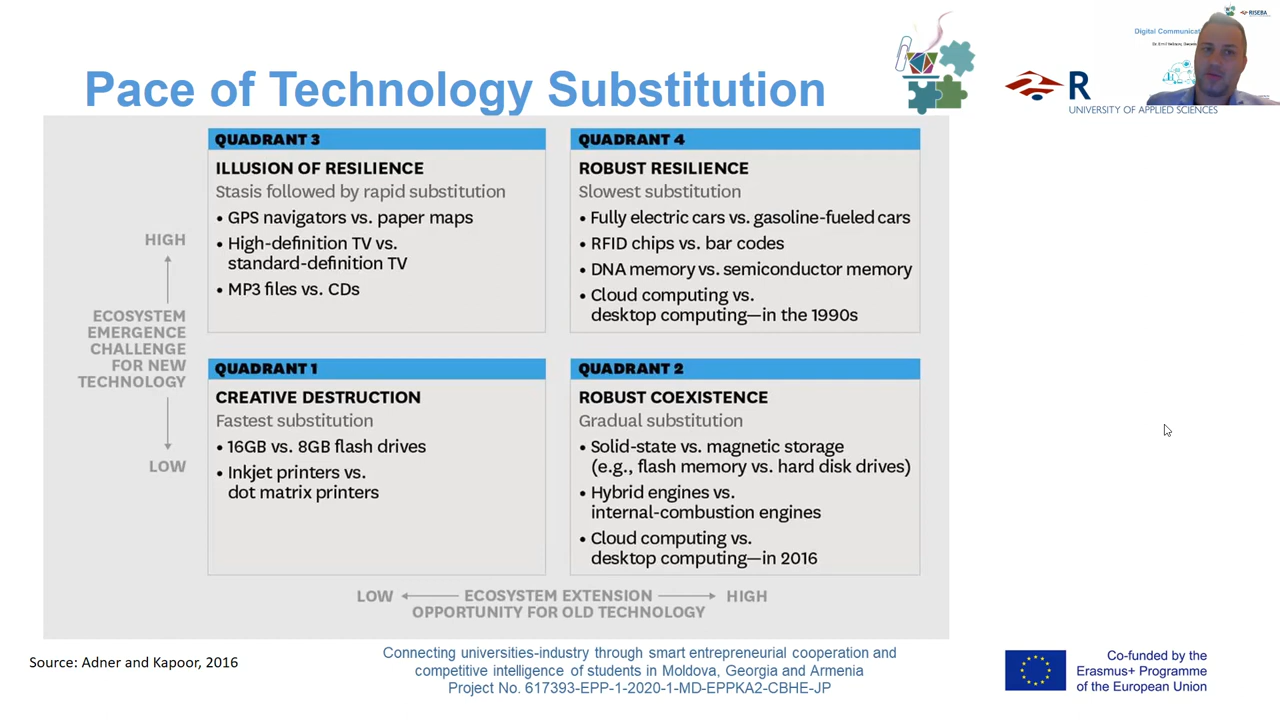 Pace of Technology Substitution
RISEBA
Digital Communicat
R
UNIVERSITY OF APPLIED SCIENCES
QUADRANT 3
ILLUSION OF RESILIENCE
Stasis followed by rapid substitution
• GPS navigators vs. paper maps
• High-definition TV vs.
standard-definition TV
• MP3 files vs. CDs
QUADRANT 4
ROBUST RESILIENCE
Slowest substitution
• Fully electric cars vs. gasoline-fueled cars
• RFID chips vs. bar codes
• DNA memory vs. semiconductor memory
• Cloud computing vs.
desktop computing—in the 1990s
HIGH
ECOSYSTEM
EMERGENCE
CHALLENGE
FOR NEW
TECHNOLOGY
LOW
QUADRANT 1
CREATIVE DESTRUCTION
Fastest substitution
• 16GB vs. 8GB flash drives
• Inkjet printers vs.
dot matrix printers
QUADRANT 2
ROBUST COEXISTENCE
Gradual substitution
• Solid-state vs. magnetic storage
(e.g., flash memory vs. hard disk drives)
• Hybrid engines vs.
internal-combustion engines
• Cloud computing vs.
desktop computing—in 2016
LOW ECOSYSTEM EXTENSION HIGH
OPPORTUNITY FOR OLD TECHNOLOGY
Source: Adner and Kapoor, 2016
Connecting universities-industry through smart entrepreneurial cooperation and
competitive intelligence of students in Moldova, Georgia and Armenia
Project No. 617393-EPP-1-2020-1-MD-EPPKA2-CBHE-JP
Co-funded by the
Erasmus+ Programme
of the European Union